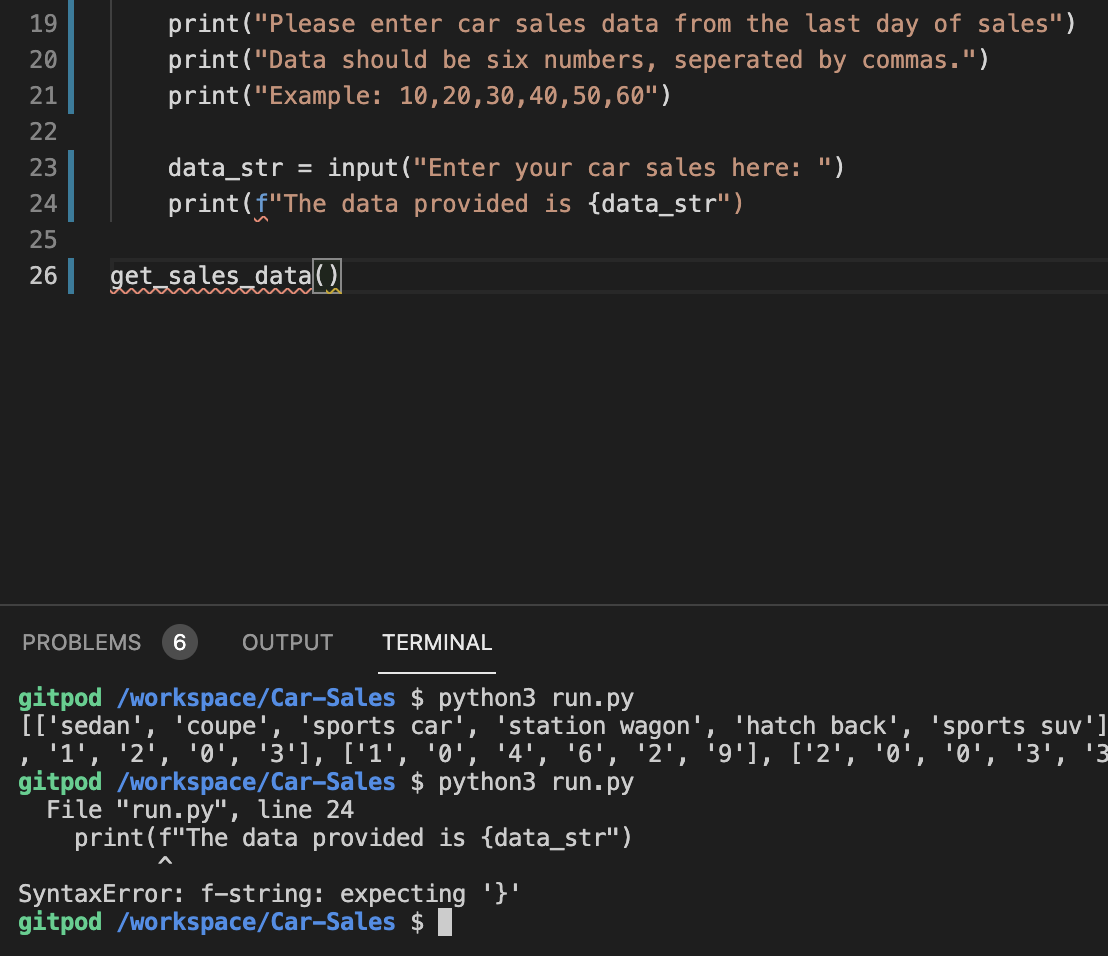 19 print("Please enter car sales data from the last day of sales")
20 print("Data should be six numbers, seperated by commas.")
21 print("Example: 10,20,30,40,50,60")
22
23 data_str = input("Enter your car sales here: ")
24 print(f"The data provided is {data_str")
25
26 get_sales_data()
PROBLEMS 6 OUTPUT TERMINAL
gitpod /workspace/Car-Sales $ python3 run.py
[['sedan', 'coupe', 'sports car', 'station wagon', 'hatch back', 'sports suv']
, '1', '2', '0', '3'], ['1', '0', '4', '6', '2', '9'], ['2', '0', '0', '3', '3
gitpod /workspace/Car-Sales $ python3 run.py
File "run.py", line 24
print(f"The data provided is {data_str")
^
SyntaxError: f-string: expecting '}'
gitpod /workspace/Car-Sales $